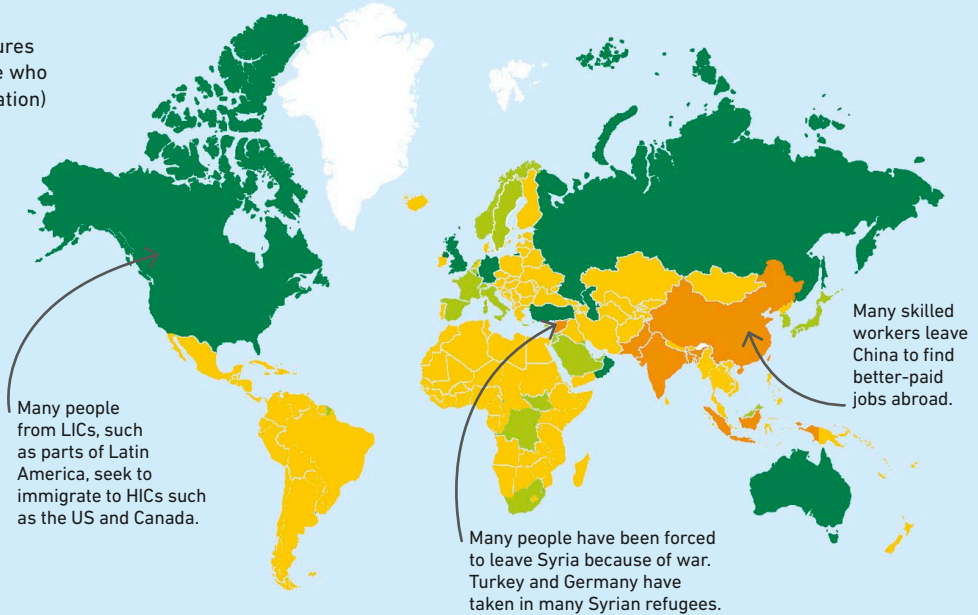 ures
e who
ation)
Many people
from LICs, such
as parts of Latin
America, seek to
immigrate to HICs such
as the US and Canada.
Many people have been forced
to leave Syria because of war.
Turkey and Germany have
taken in many Syrian refugees.
Many skilled
workers leave
China to find
better-paid
jobs abroad.